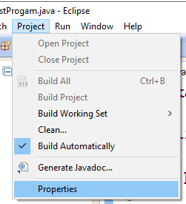 stProgam.java - Eclipse
ch Project Run Window Help
Open Project
Close Project
Build All Ctrl+B
Build Project
Build Working Set
Clean...
Build Automatically
Generate Javadoc...
Properties